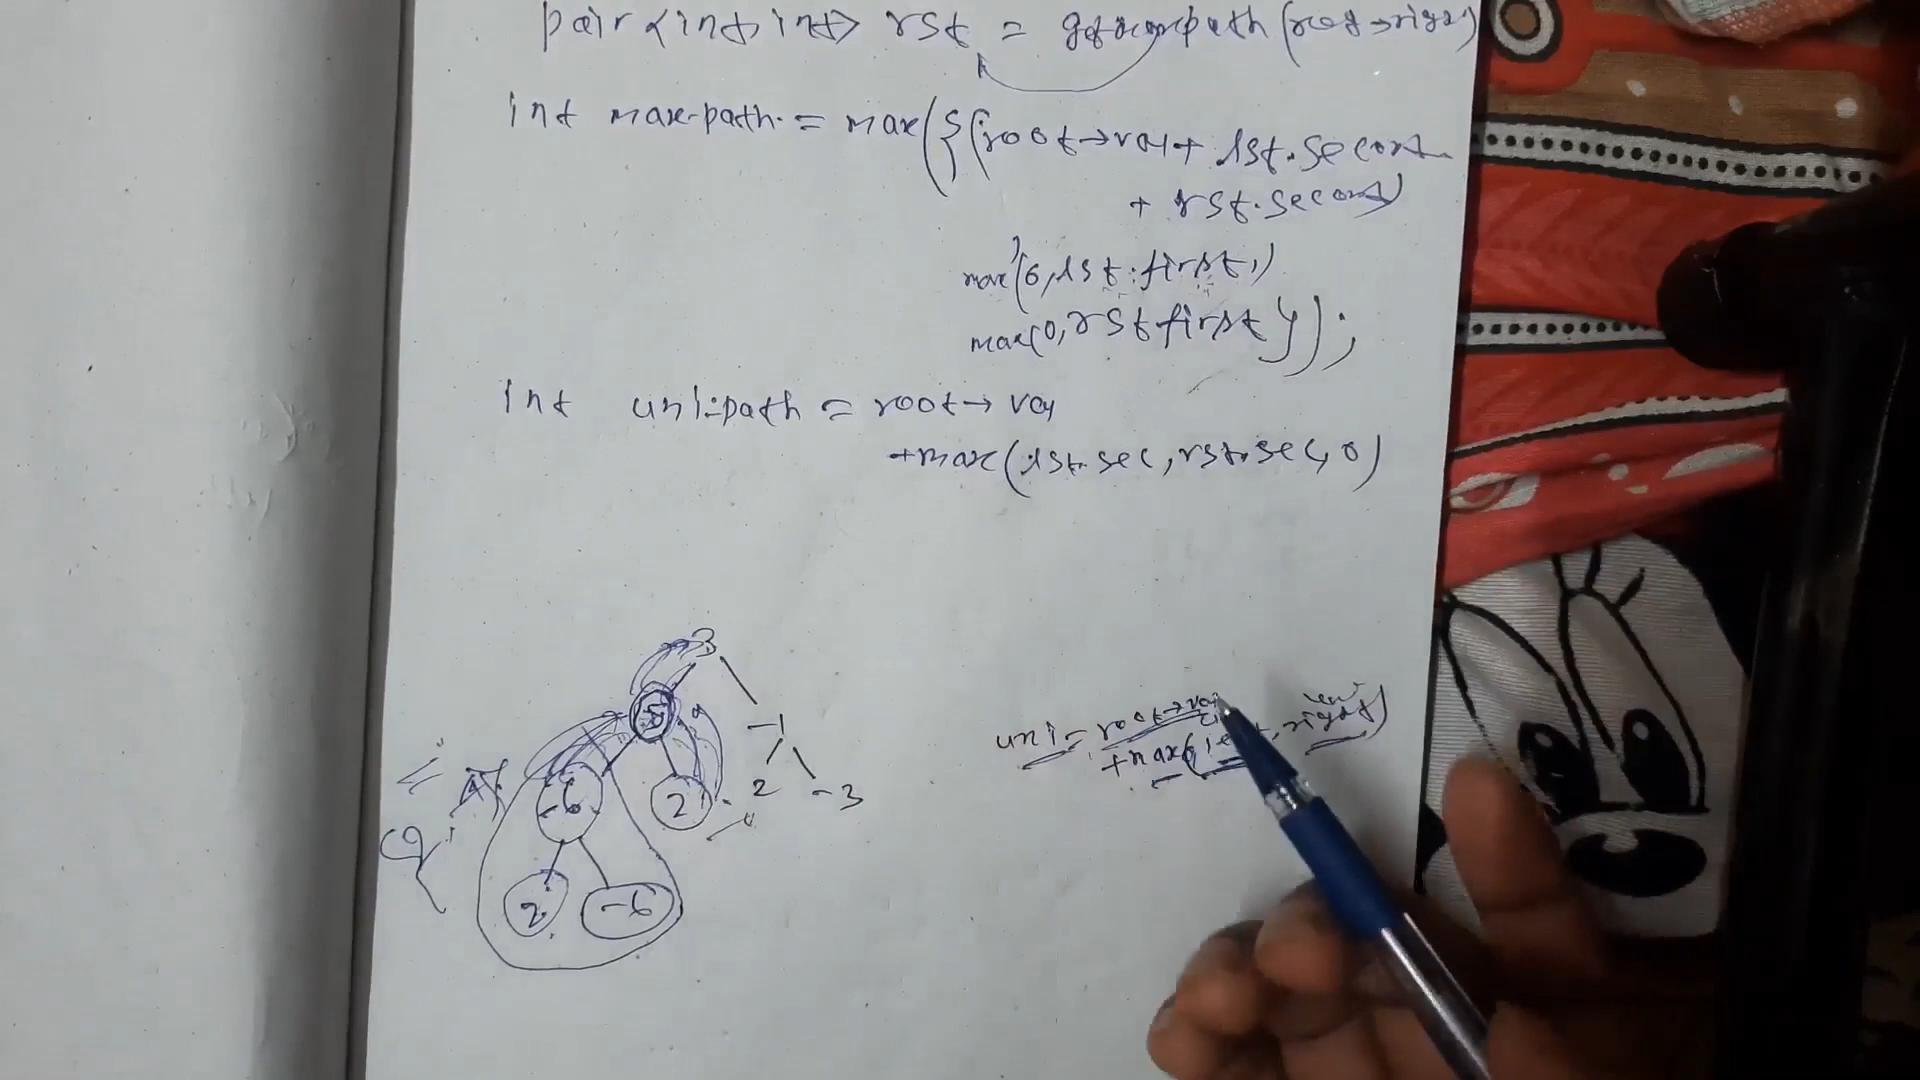 pair<int, int> rst = getmaxpath(root→right)
int max-path = max({(root→val + lst.second
+ rst.second)
,
max(0, lst.first,)
max(0, rst first});
int uni-path = root→val
+max(lst.sec, rst.sec, 0)
3
5
-1
-6
2
2
-3
2
-6
uni = root→val
+max(left, right)